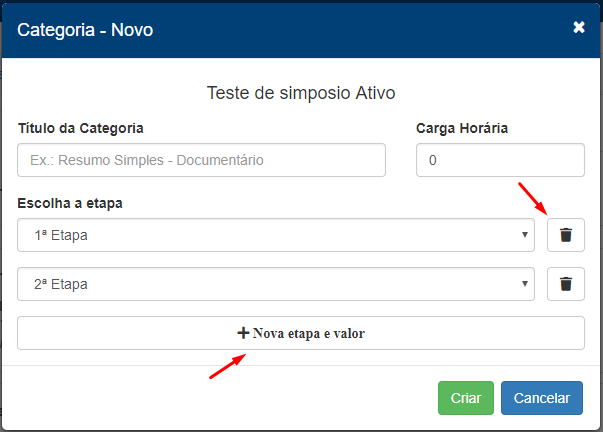 Categoria - Novo
Teste de simposio Ativo
Título da Categoria Carga Horária
Ex.: Resumo Simples - Documentário 0
Escolha a etapa
1ª Etapa
2ª Etapa
Nova etapa e valor
Criar Cancelar